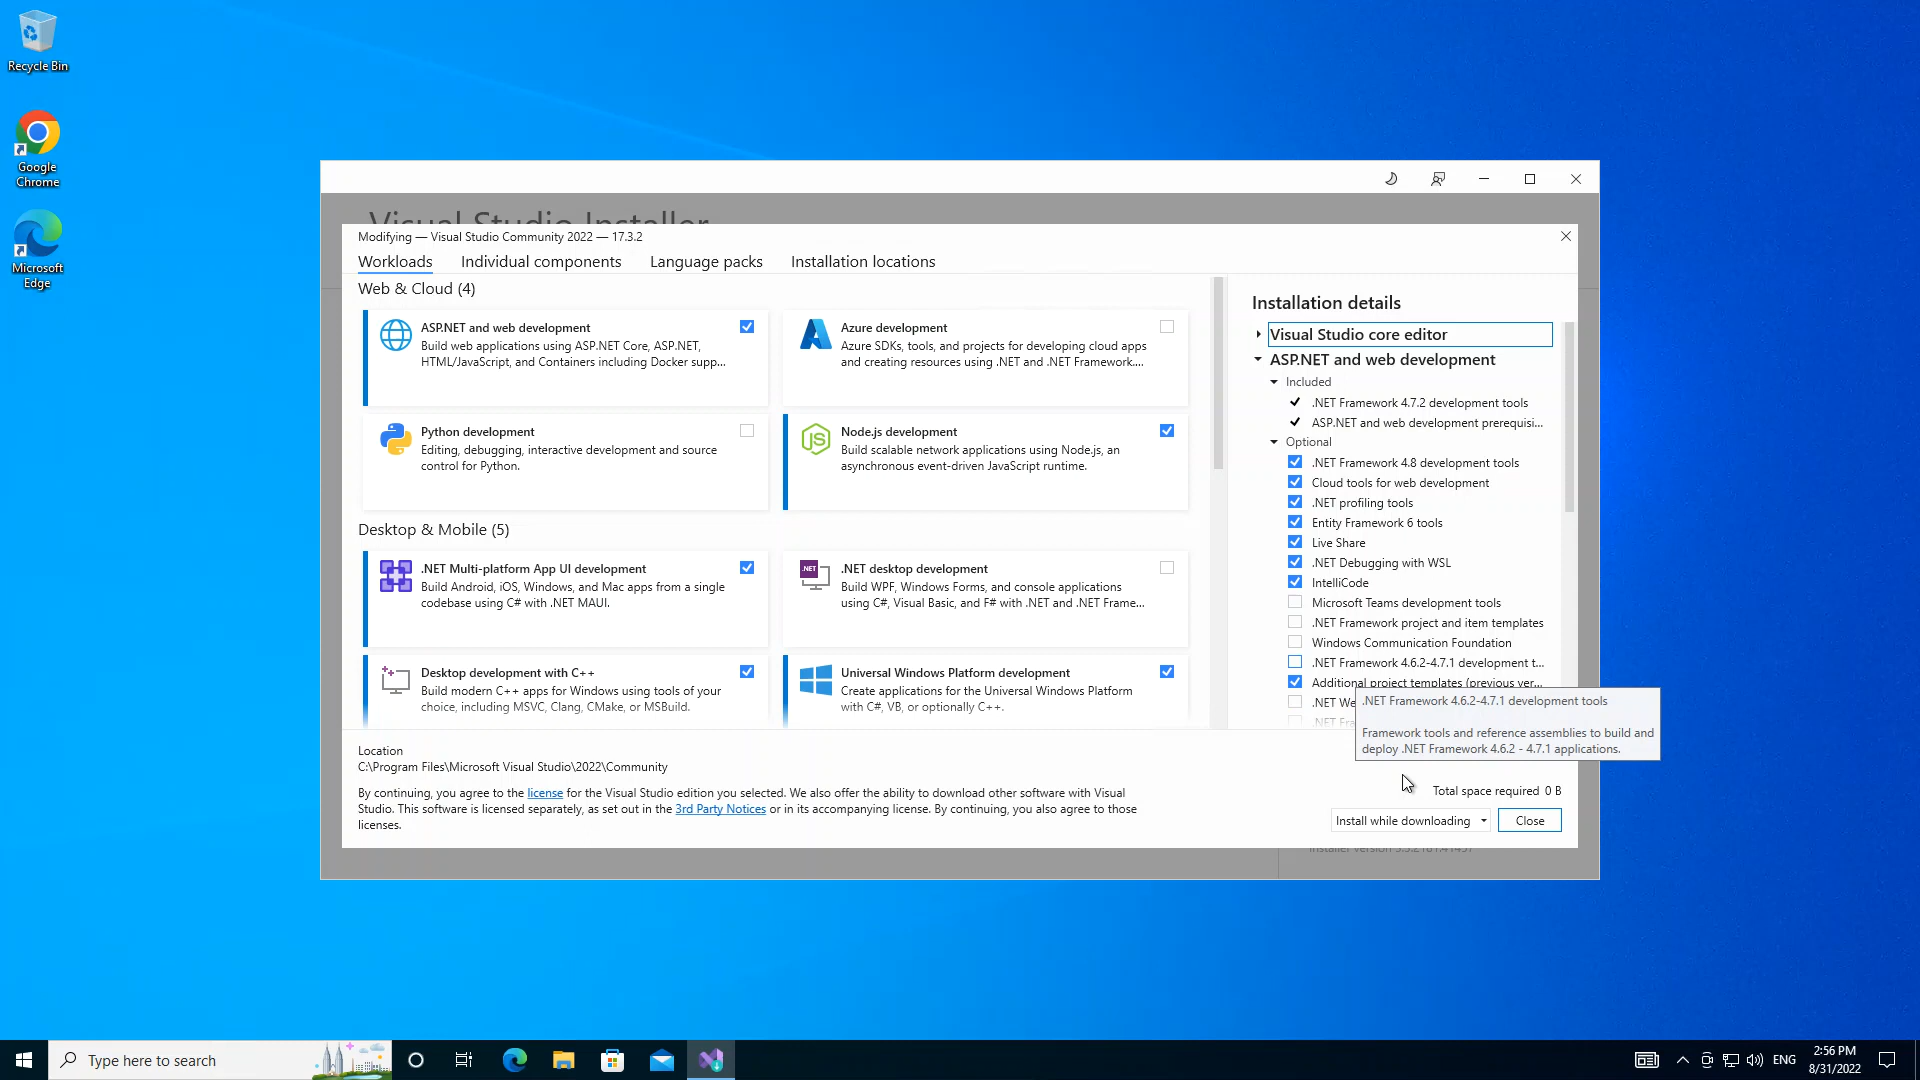 Recycle Bin
Google
Chrome
Microsoft
Edge
Visual Studio Installer
Modifying — Visual Studio Community 2022 — 17.3.2
Workloads
Individual components
Language packs
Installation locations
Web & Cloud (4)
ASP.NET and web development
Build web applications using ASP.NET Core, ASP.NET,
HTML/JavaScript, and Containers including Docker supp...
Azure development
Azure SDKs, tools, and projects for developing cloud apps
and creating resources using .NET and .NET Framework....
Python development
Editing, debugging, interactive development and source
control for Python.
Node.js development
Build scalable network applications using Node.js, an
asynchronous event-driven JavaScript runtime.
Desktop & Mobile (5)
.NET Multi-platform App UI development
Build Android, iOS, Windows, and Mac apps from a single
codebase using C# with .NET MAUI.
.NET desktop development
Build WPF, Windows Forms, and console applications
using C#, Visual Basic, and F# with .NET and .NET Frame...
Desktop development with C++
Build modern C++ apps for Windows using tools of your
choice, including MSVC, Clang, CMake, or MSBuild.
Universal Windows Platform development
Create applications for the Universal Windows Platform
with C#, VB, or optionally C++.
Installation details
Visual Studio core editor
ASP.NET and web development
Included
.NET Framework 4.7.2 development tools
ASP.NET and web development prerequisi...
Optional
.NET Framework 4.8 development tools
Cloud tools for web development
.NET profiling tools
Entity Framework 6 tools
Live Share
.NET Debugging with WSL
IntelliCode
Microsoft Teams development tools
.NET Framework project and item templates
Windows Communication Foundation
.NET Framework 4.6.2-4.7.1 development t...
Additional project templates (previous ver...
.NET We
.NET Fra
.NET Framework 4.6.2-4.7.1 development tools
Framework tools and reference assemblies to build and
deploy .NET Framework 4.6.2 - 4.7.1 applications.
Location
C:\Program Files\Microsoft Visual Studio\2022\Community
By continuing, you agree to the license for the Visual Studio edition you selected. We also offer the ability to download other software with Visual
Studio. This software is licensed separately, as set out in the 3rd Party Notices or in its accompanying license. By continuing, you also agree to those
licenses.
Total space required 0 B
Install while downloading
Close
Installer version
Type here to search
ENG
2:56 PM
8/31/2022